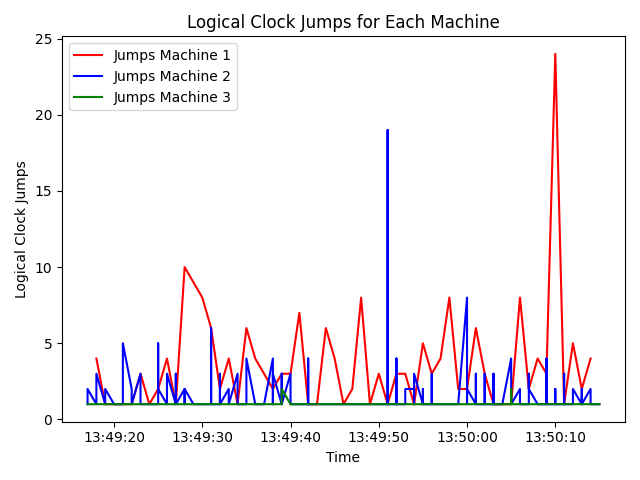 Logical Clock Jumps for Each Machine
25
20
15
10
5
0
Logical Clock Jumps
Jumps Machine 1
Jumps Machine 2
Jumps Machine 3
13:49:20 13:49:30 13:49:40 13:49:50 13:50:00 13:50:10
Time